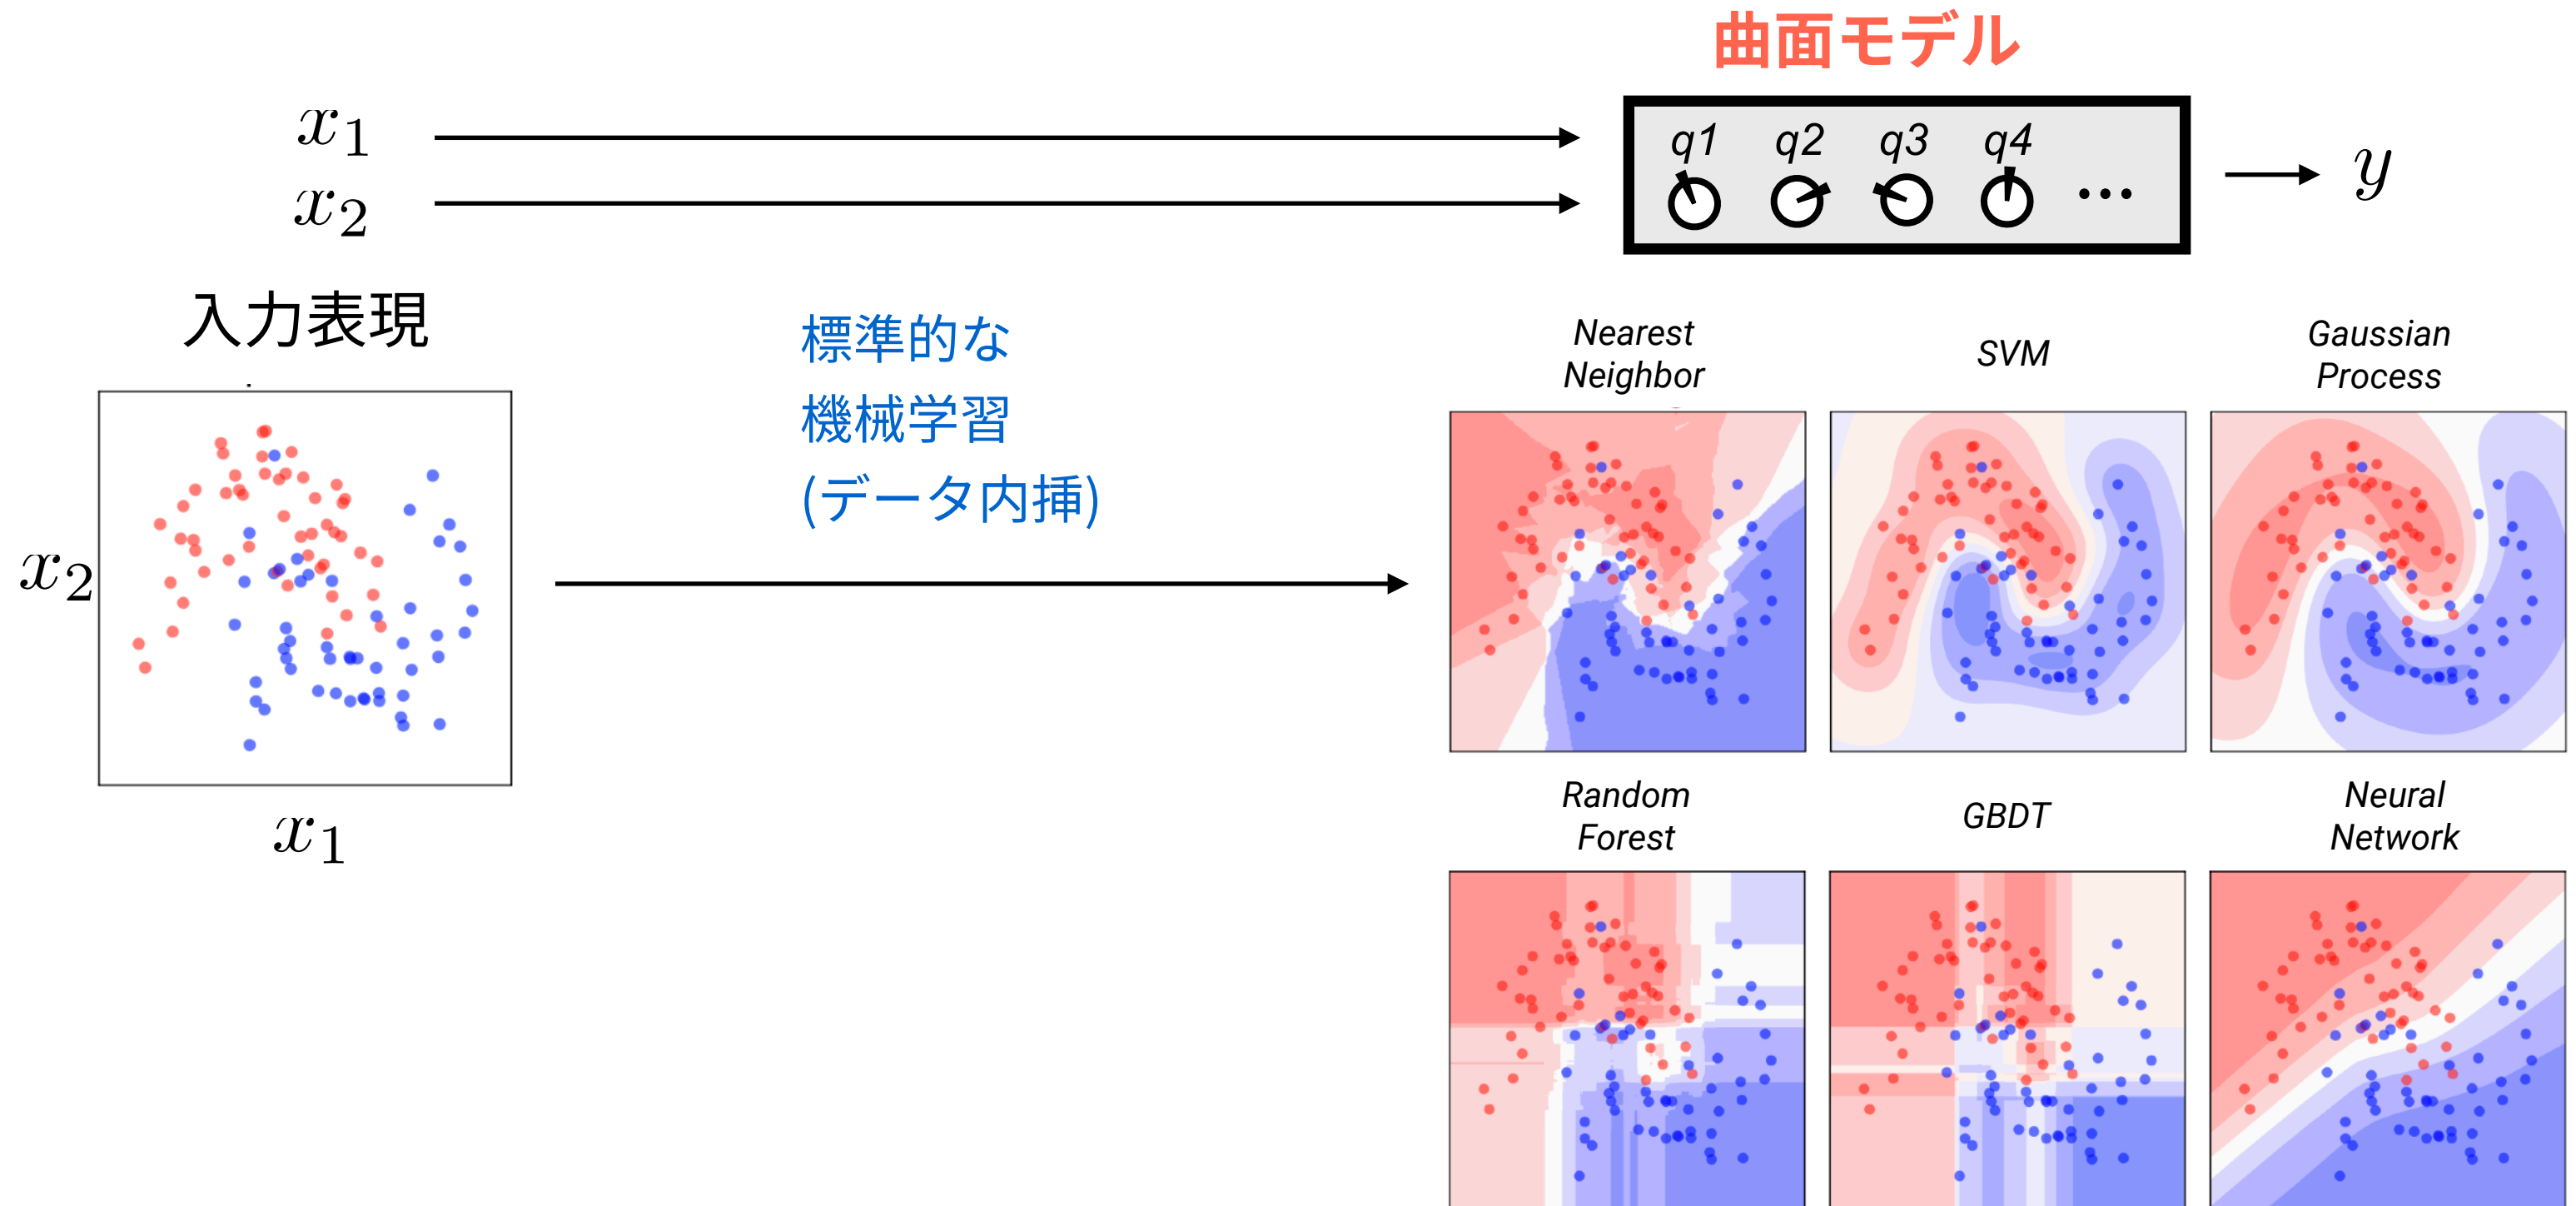 曲面モデル
x1
x2
q1 q2 q3 q4 ...
y
入力表現
x2
x1
標準的な
機械学習
(データ内挿)
Nearest
Neighbor
SVM
Gaussian
Process
Random
Forest
GBDT
Neural
Network